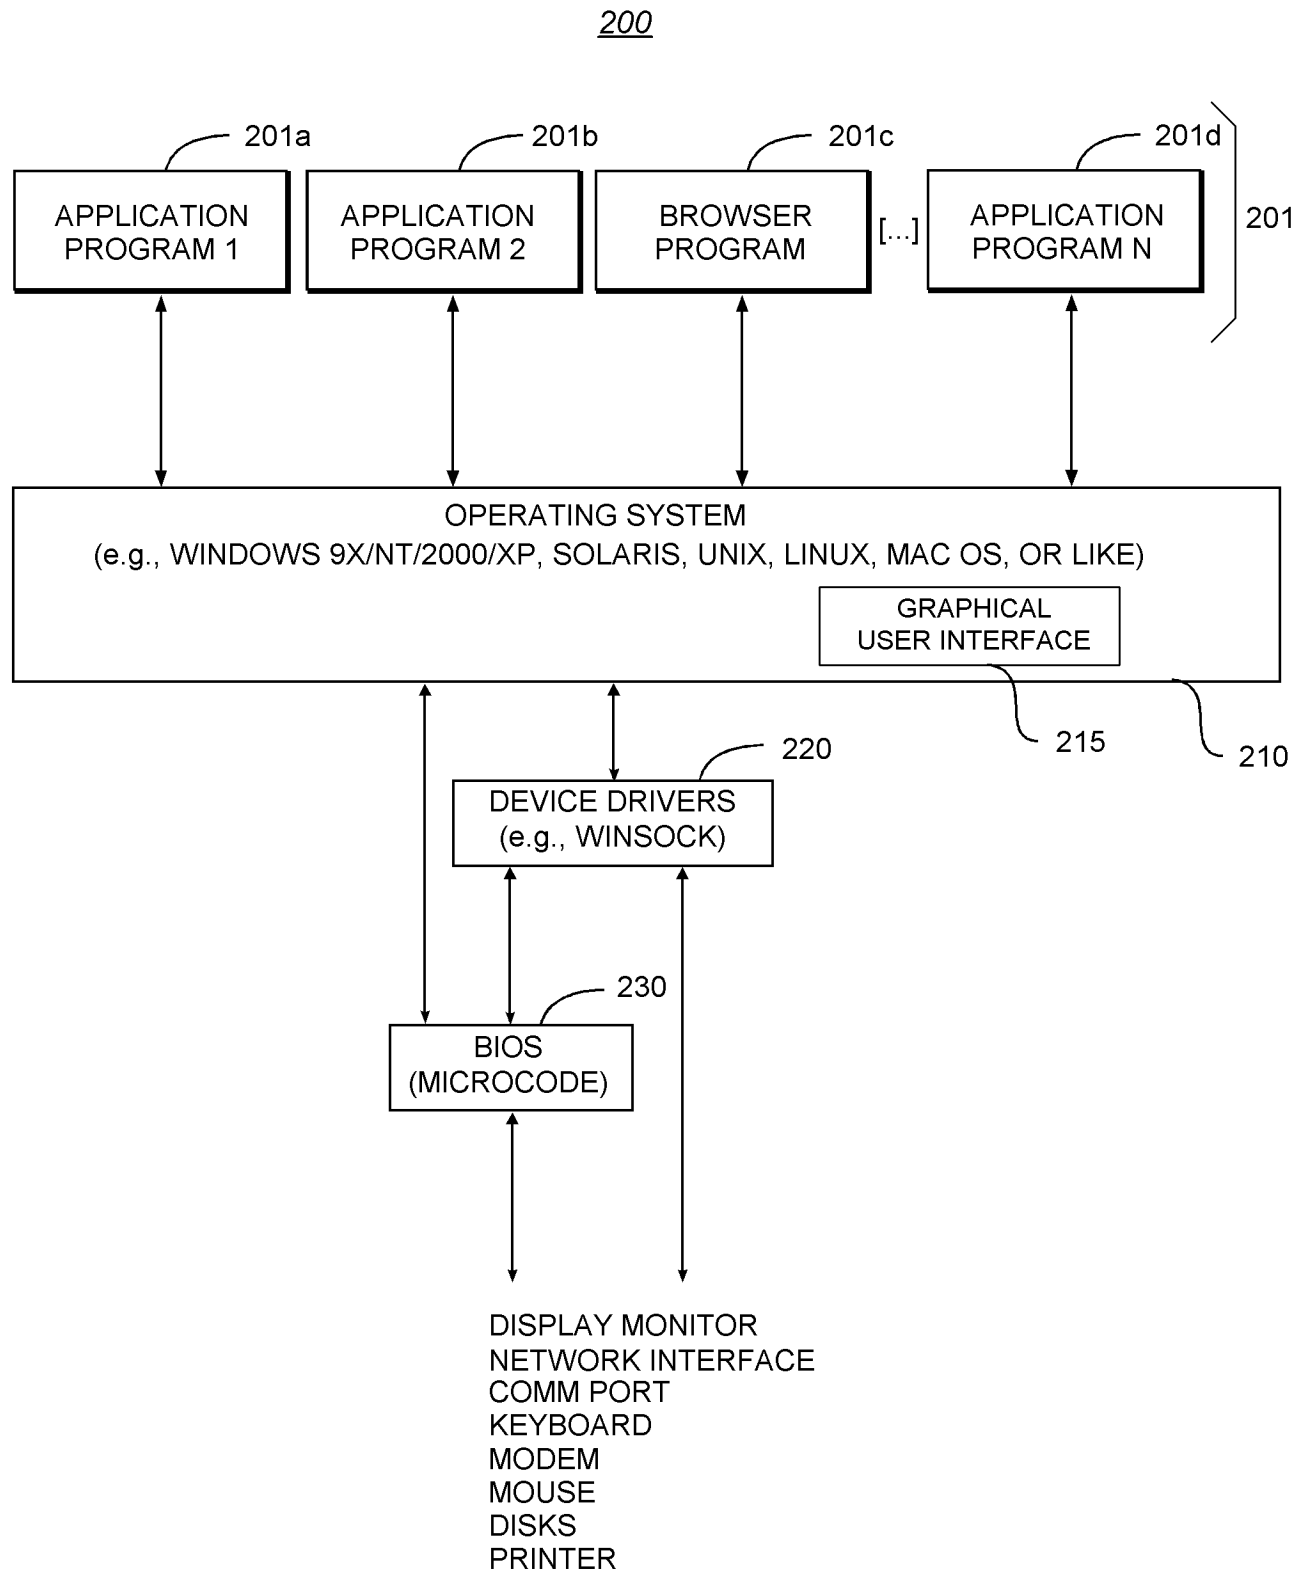 200
201a
201b
201c
201d
APPLICATION
PROGRAM 1
APPLICATION
PROGRAM 2
BROWSER
PROGRAM
[...]
APPLICATION
PROGRAM N
201
OPERATING SYSTEM
(e.g., WINDOWS 9X/NT/2000/XP, SOLARIS, UNIX, LINUX, MAC OS, OR LIKE)
GRAPHICAL
USER INTERFACE
215
210
220
DEVICE DRIVERS
(e.g., WINSOCK)
230
BIOS
(MICROCODE)
DISPLAY MONITOR
NETWORK INTERFACE
COMM PORT
KEYBOARD
MODEM
MOUSE
DISKS
PRINTER